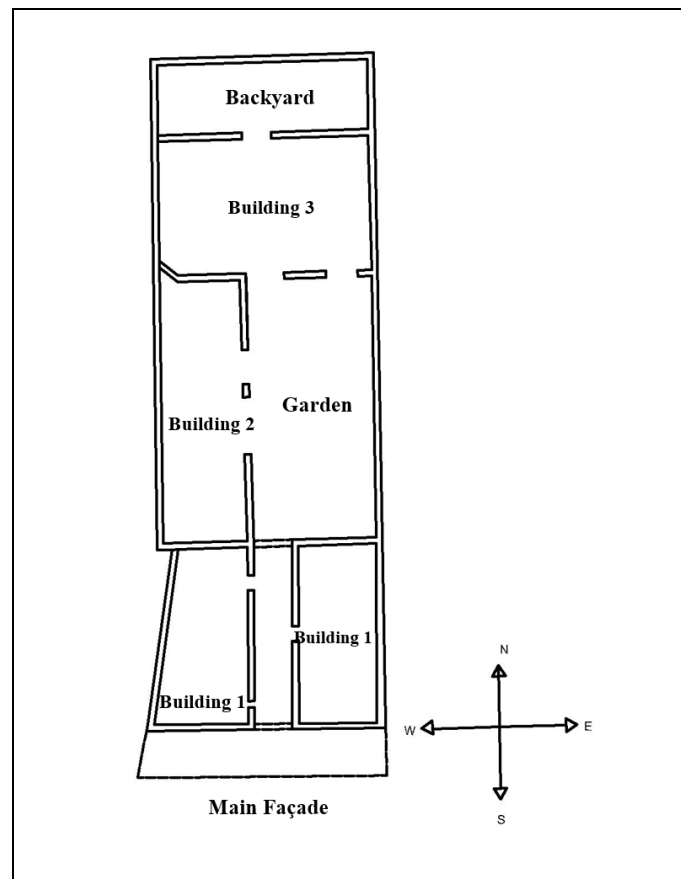 Backyard
Building 3
Garden
Building 2
Building 1
Building 1
N
W
E
S
Main Façade